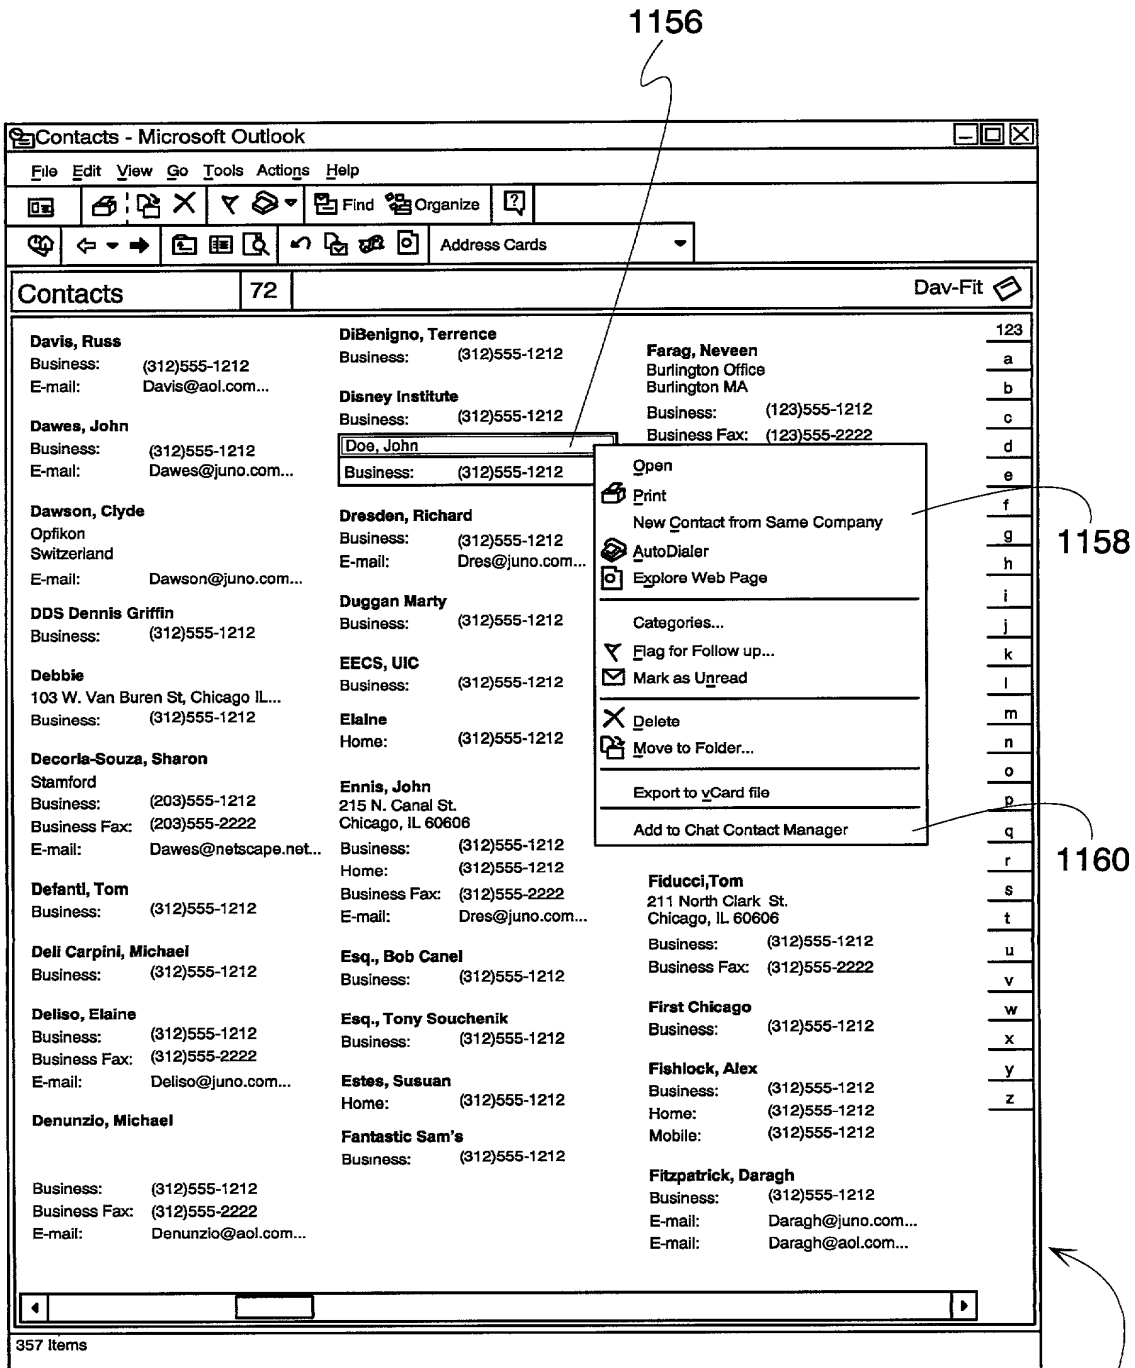 1156
Contacts - Microsoft Outlook
File Edit View Go Tools Actions Help
Find Organize
Address Cards
Contacts 72 Dav-Fit
Davis, Russ
Business: (312)555-1212
E-mail: Davis@aol.com...
Dawes, John
Business: (312)555-1212
E-mail: Dawes@juno.com...
Dawson, Clyde
Opfikon
Switzerland
E-mail: Dawson@juno.com...
DDS Dennis Griffin
Business: (312)555-1212
Debbie
103 W. Van Buren St, Chicago IL...
Business: (312)555-1212
Decorla-Souza, Sharon
Stamford
Business: (203)555-1212
Business Fax: (203)555-2222
E-mail: Dawes@netscape.net...
Defanti, Tom
Business: (312)555-1212
Deli Carpini, Michael
Business: (312)555-1212
Deliso, Elaine
Business: (312)555-1212
Business Fax: (312)555-2222
E-mail: Deliso@juno.com...
Denunzio, Michael
Business: (312)555-1212
Business Fax: (312)555-2222
E-mail: Denunzio@aol.com...
DiBenigno, Terrence
Business: (312)555-1212
Disney Institute
Business: (312)555-1212
Doe, John
Business: (312)555-1212
Dresden, Richard
Business: (312)555-1212
E-mail: Dres@juno.com...
Duggan Marty
Business: (312)555-1212
EECS, UIC
Business: (312)555-1212
Elaine
Home: (312)555-1212
Ennis, John
215 N. Canal St.
Chicago, IL 60606
Business: (312)555-1212
Home: (312)555-1212
Business Fax: (312)555-2222
E-mail: Dres@juno.com...
Esq., Bob Canel
Business: (312)555-1212
Esq., Tony Souchenik
Business: (312)555-1212
Estes, Susuan
Home: (312)555-1212
Fantastic Sam's
Business: (312)555-1212
Farag, Neveen
Burlington Office
Burlington MA
Business: (123)555-1212
Business Fax: (123)555-2222
Open
Print
New Contact from Same Company
AutoDialer
Explore Web Page
Categories...
Flag for Follow up...
Mark as Unread
Delete
Move to Folder...
Export to vCard file
Add to Chat Contact Manager
Fiducci,Tom
211 North Clark St.
Chicago, IL 60606
Business: (312)555-1212
Business Fax: (312)555-2222
First Chicago
Business: (312)555-1212
Fishlock, Alex
Business: (312)555-1212
Home: (312)555-1212
Mobile: (312)555-1212
Fitzpatrick, Daragh
Business: (312)555-1212
E-mail: Daragh@juno.com...
E-mail: Daragh@aol.com...
123
a
b
c
d
e
f
g
h
i
j
k
l
m
n
o
p
q
r
s
t
u
v
w
x
y
z
1158
1160
357 Items